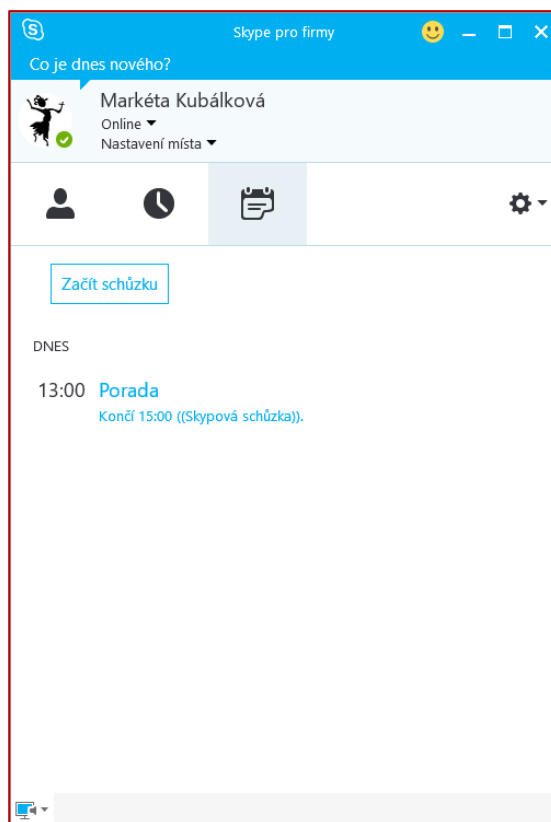 Skype pro firmy
Co je dnes nového?
Markéta Kubálková
Online
Nastavení místa
Začít schůzku
DNES
13:00 Porada
Končí 15:00 ((Skypová schůzka)).